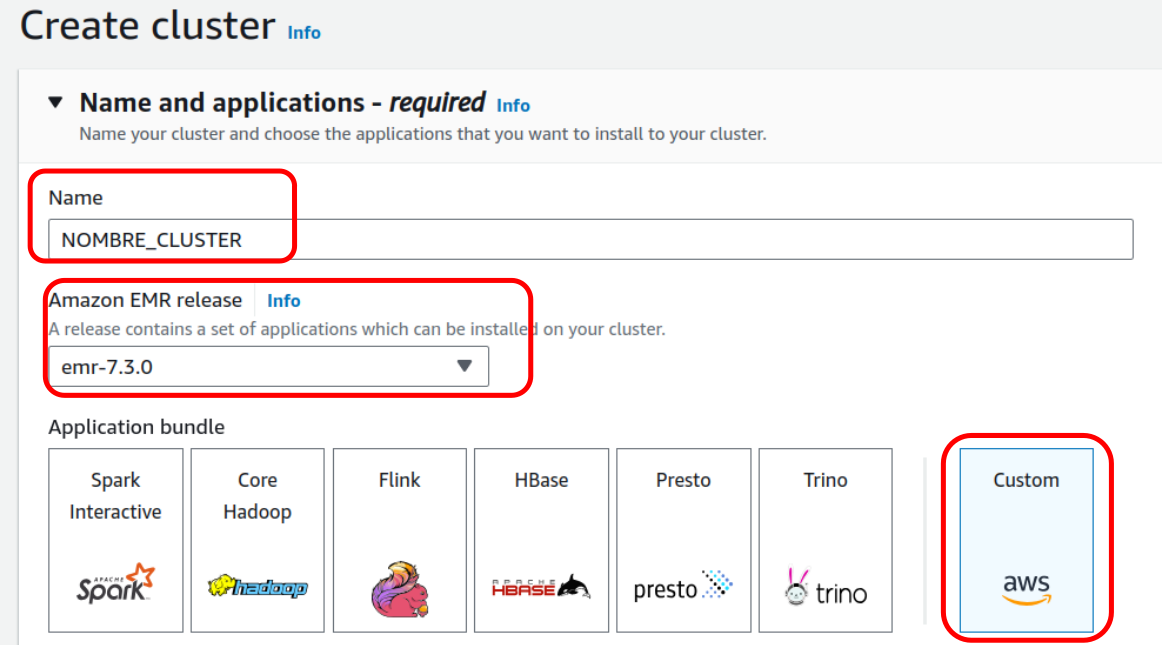 Create cluster Info
Name and applications - required Info
Name your cluster and choose the applications that you want to install to your cluster.
Name
NOMBRE_CLUSTER
Amazon EMR release Info
A release contains a set of applications which can be installed on your cluster.
emr-7.3.0
Application bundle
Spark
Interactive
APACHE
Spark
Core
Hadoop
hadoop
Flink
HBase
APACHE
HBASE
Presto
presto
Trino
trino
Custom
aws